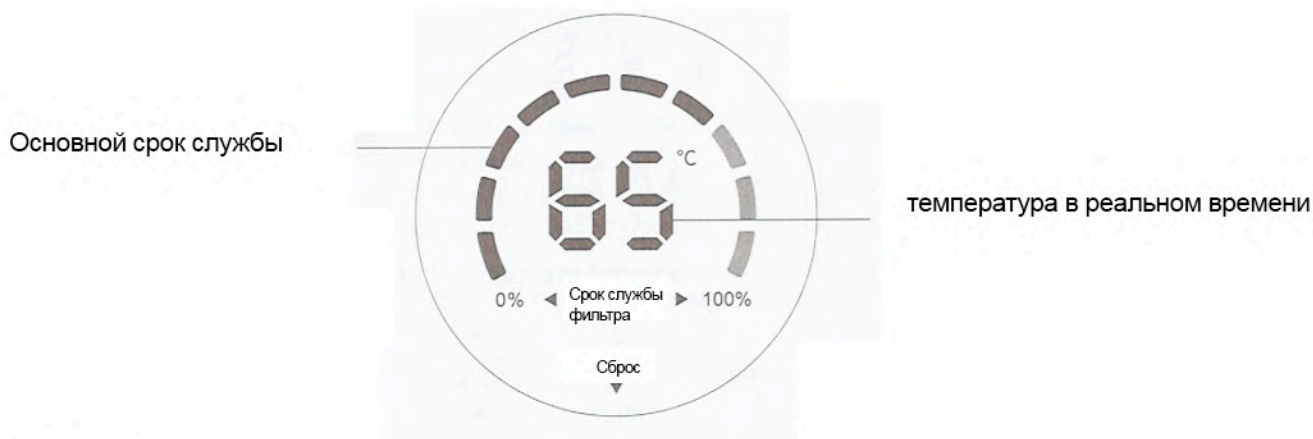 Основной срок службы
65 °C
температура в реальном времени
0% ◄ Срок службы фильтра ► 100%
Сброс
▼